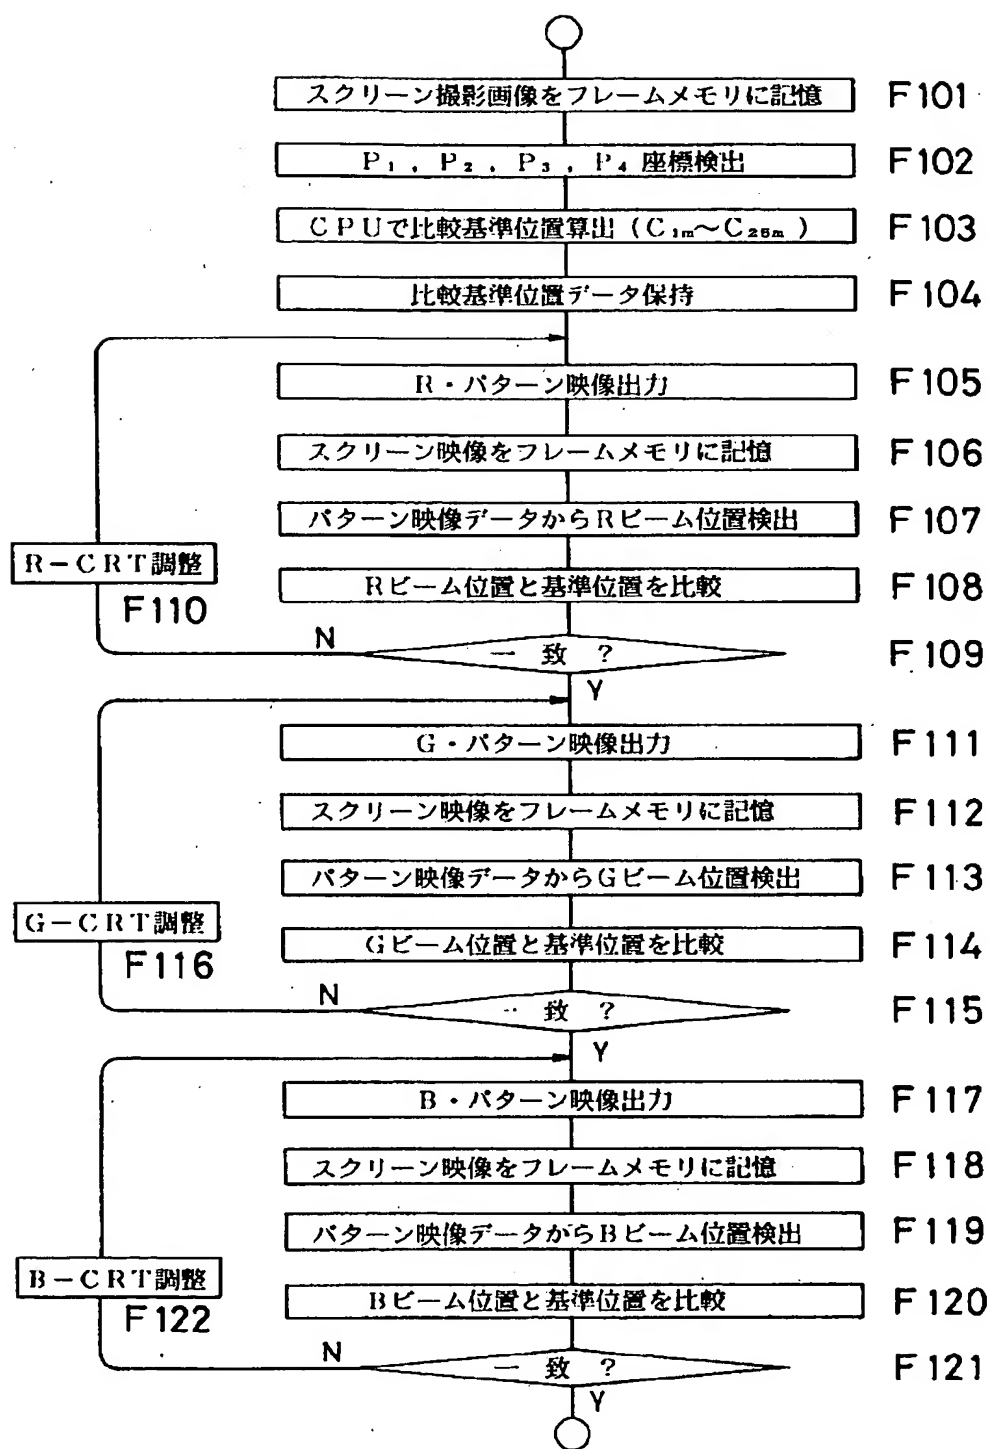 スクリーン撮影画像をフレームメモリに記憶 F101
P₁, P₂, P₃, P₄ 座標検出 F102
CPUで比較基準位置算出 (C₁ₘ~C₂₅ₘ) F103
比較基準位置データ保持 F104
R・パターン映像出力 F105
スクリーン映像をフレームメモリに記憶 F106
パターン映像データからRビーム位置検出 F107
R-CRT調整 F110
Rビーム位置と基準位置を比較 F108
N 一致? F109
Y
G・パターン映像出力 F111
スクリーン映像をフレームメモリに記憶 F112
パターン映像データからGビーム位置検出 F113
G-CRT調整 F116
Gビーム位置と基準位置を比較 F114
N 一致? F115
Y
B・パターン映像出力 F117
スクリーン映像をフレームメモリに記憶 F118
パターン映像データからBビーム位置検出 F119
B-CRT調整 F122
Bビーム位置と基準位置を比較 F120
N 一致? F121
Y